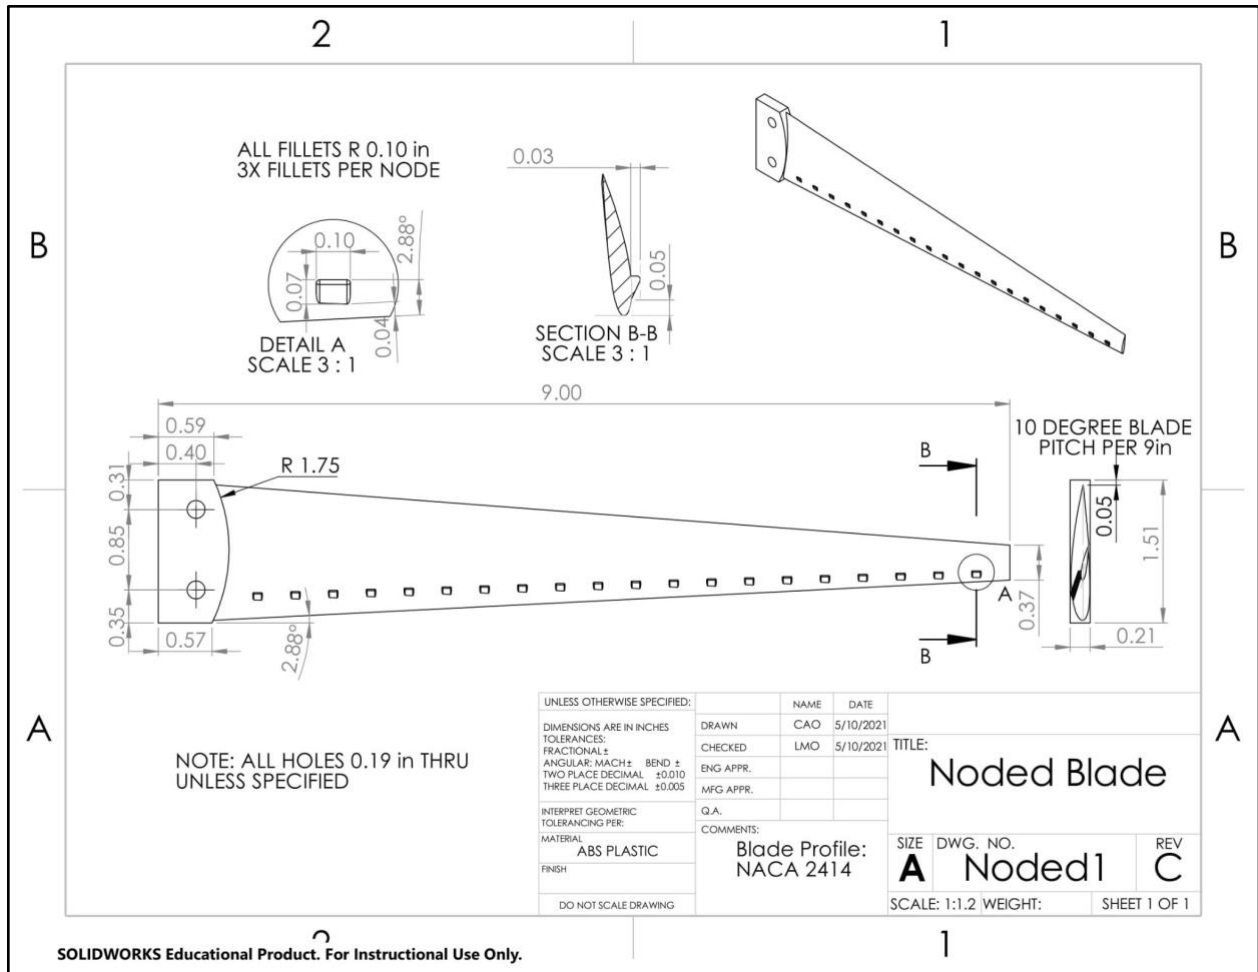 2
1
B
B
ALL FILLETS R 0.10 in
3X FILLETS PER NODE
0.10
2.88°
0.07
0.04
DETAIL A
SCALE 3 : 1
0.03
0.05
SECTION B-B
SCALE 3 : 1
9.00
0.59
0.40
0.31
R 1.75
0.85
0.35
0.57
2.88°
B
B
A
0.37
10 DEGREE BLADE
PITCH PER 9in
0.05
1.51
0.21
A
A
NOTE: ALL HOLES 0.19 in THRU
UNLESS SPECIFIED
UNLESS OTHERWISE SPECIFIED:
DIMENSIONS ARE IN INCHES
TOLERANCES:
FRACTIONAL±
ANGULAR: MACH± BEND ±
TWO PLACE DECIMAL ±0.010
THREE PLACE DECIMAL ±0.005
INTERPRET GEOMETRIC
TOLERANCING PER:
MATERIAL
ABS PLASTIC
FINISH
DO NOT SCALE DRAWING
NAME DATE
DRAWN CAO 5/10/2021
CHECKED LMO 5/10/2021
ENG APPR.
MFG APPR.
Q.A.
COMMENTS:
Blade Profile:
NACA 2414
TITLE:
Noded Blade
SIZE DWG. NO. REV
A Noded1 C
SCALE: 1:1.2 WEIGHT: SHEET 1 OF 1
2
1
SOLIDWORKS Educational Product. For Instructional Use Only.